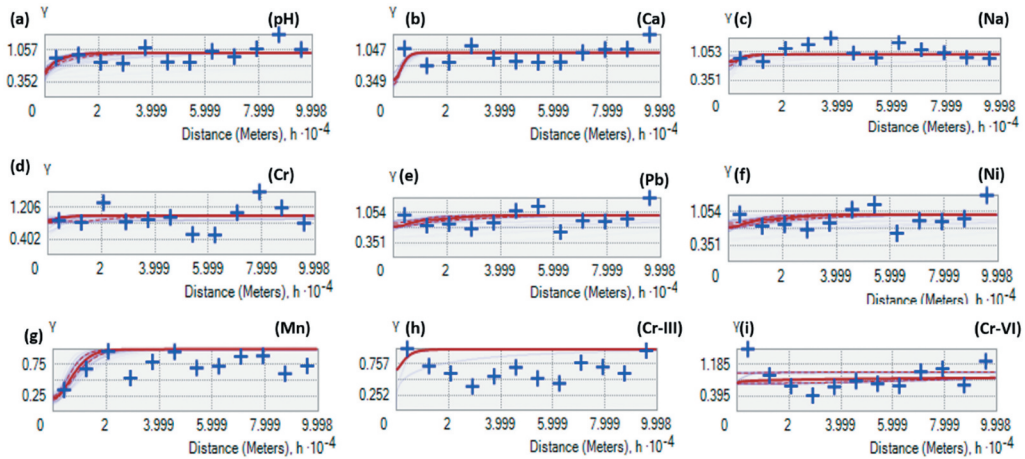 (a) Y (pH)
1.057
0.352
0 2 3.999 5.999 7.999 9.998
Distance (Meters), h · 10⁻⁴
(b) Y (Ca)
1.047
0.349
0 2 3.999 5.999 7.999 9.998
Distance (Meters), h · 10⁻⁴
(c) Y (Na)
1.053
0.351
0 2 3.999 5.999 7.999 9.998
Distance (Meters), h · 10⁻⁴
(d) Y (Cr)
1.206
0.402
0 2 3.999 5.999 7.999 9.998
Distance (Meters), h · 10⁻⁴
(e) Y (Pb)
1.054
0.351
0 2 3.999 5.999 7.999 9.998
Distance (Meters), h · 10⁻⁴
(f) Y (Ni)
1.054
0.351
0 2 3.999 5.999 7.999 9.998
Distance (Meters), h · 10⁻⁴
(g) Y (Mn)
0.75
0.25
0 2 3.999 5.999 7.999 9.998
Distance (Meters), h · 10⁻⁴
(h) Y (Cr-III)
0.757
0.252
0 2 3.999 5.999 7.999 9.998
Distance (Meters), h · 10⁻⁴
(i) Y (Cr-VI)
1.185
0.395
0 2 3.999 5.999 7.999 9.998
Distance (Meters), h · 10⁻⁴